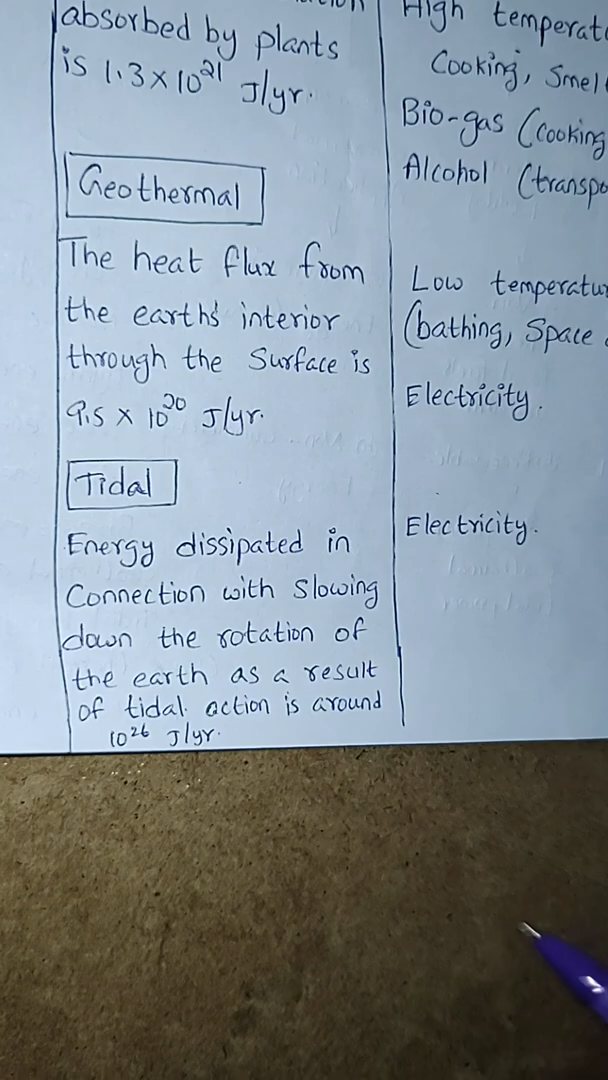 absorbed by plants
is 1.3 × 10²¹ J/yr.
Geothermal
The heat flux from
the earth's interior
through the surface is
9.5 × 10²⁰ J/yr.
Tidal
Energy dissipated in
Connection with slowing
down the rotation of
the earth as a result
of tidal action is around
10²⁶ J/yr.
High temperat
Cooking, Smel
Bio-gas (cooking
Alcohol (transpo
Low temperatur
(bathing, Space
Electricity.
Electricity.